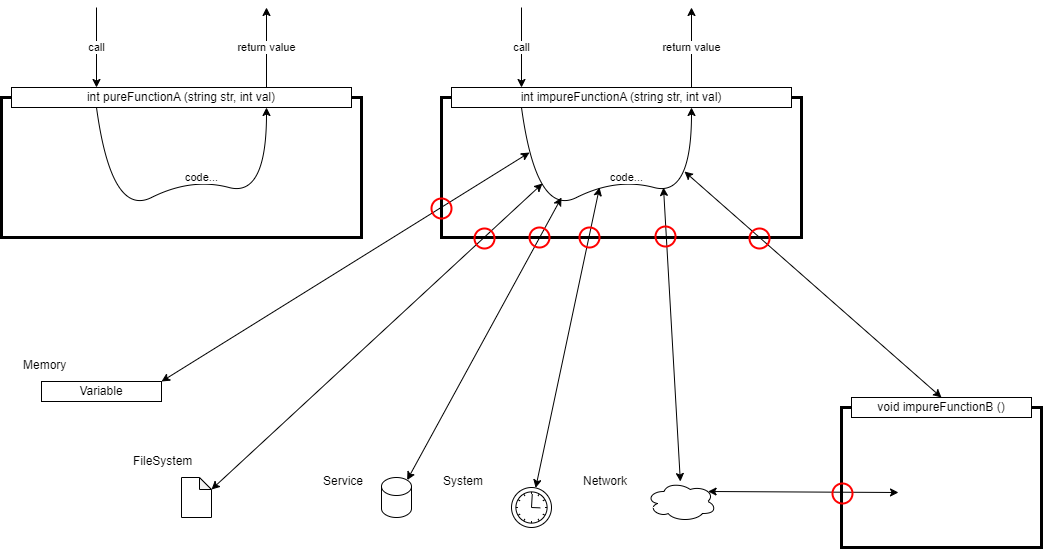 call
return value
call
return value
int pureFunctionA (string str, int val)
int impureFunctionA (string str, int val)
code...
code...
Memory
Variable
void impureFunctionB ()
FileSystem
Service
System
Network